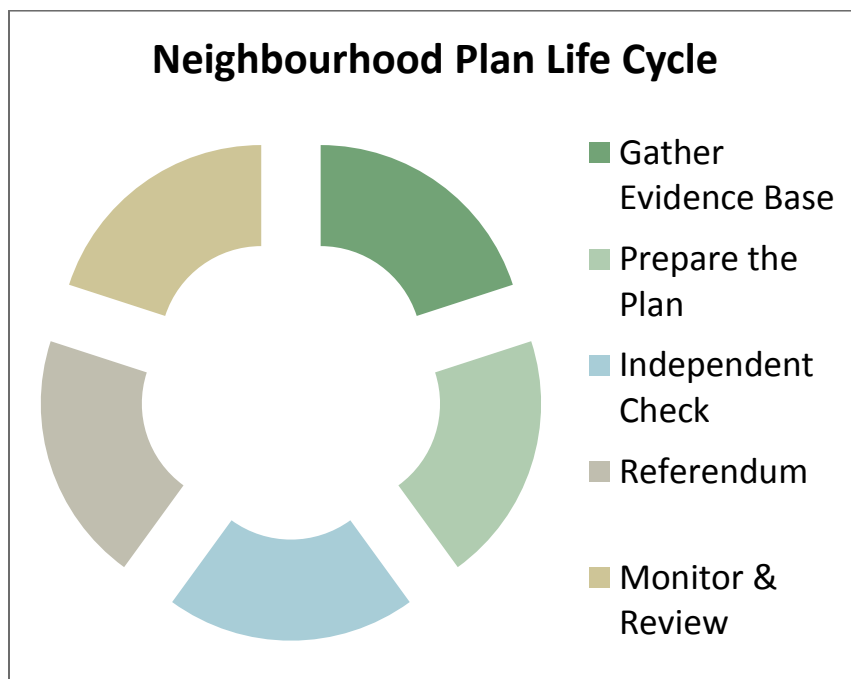 Neighbourhood Plan Life Cycle
Gather
Evidence Base
Prepare the
Plan
Independent
Check
Referendum
Monitor &
Review